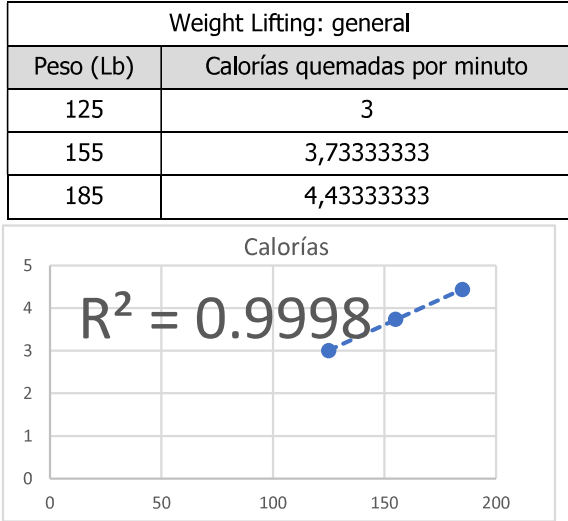 Weight Lifting: general
Peso (Lb) Calorías quemadas por minuto
125 3
155 3,73333333
185 4,43333333
Calorías
5
4
3
2
1
0
R² = 0.9998
0 50 100 150 200